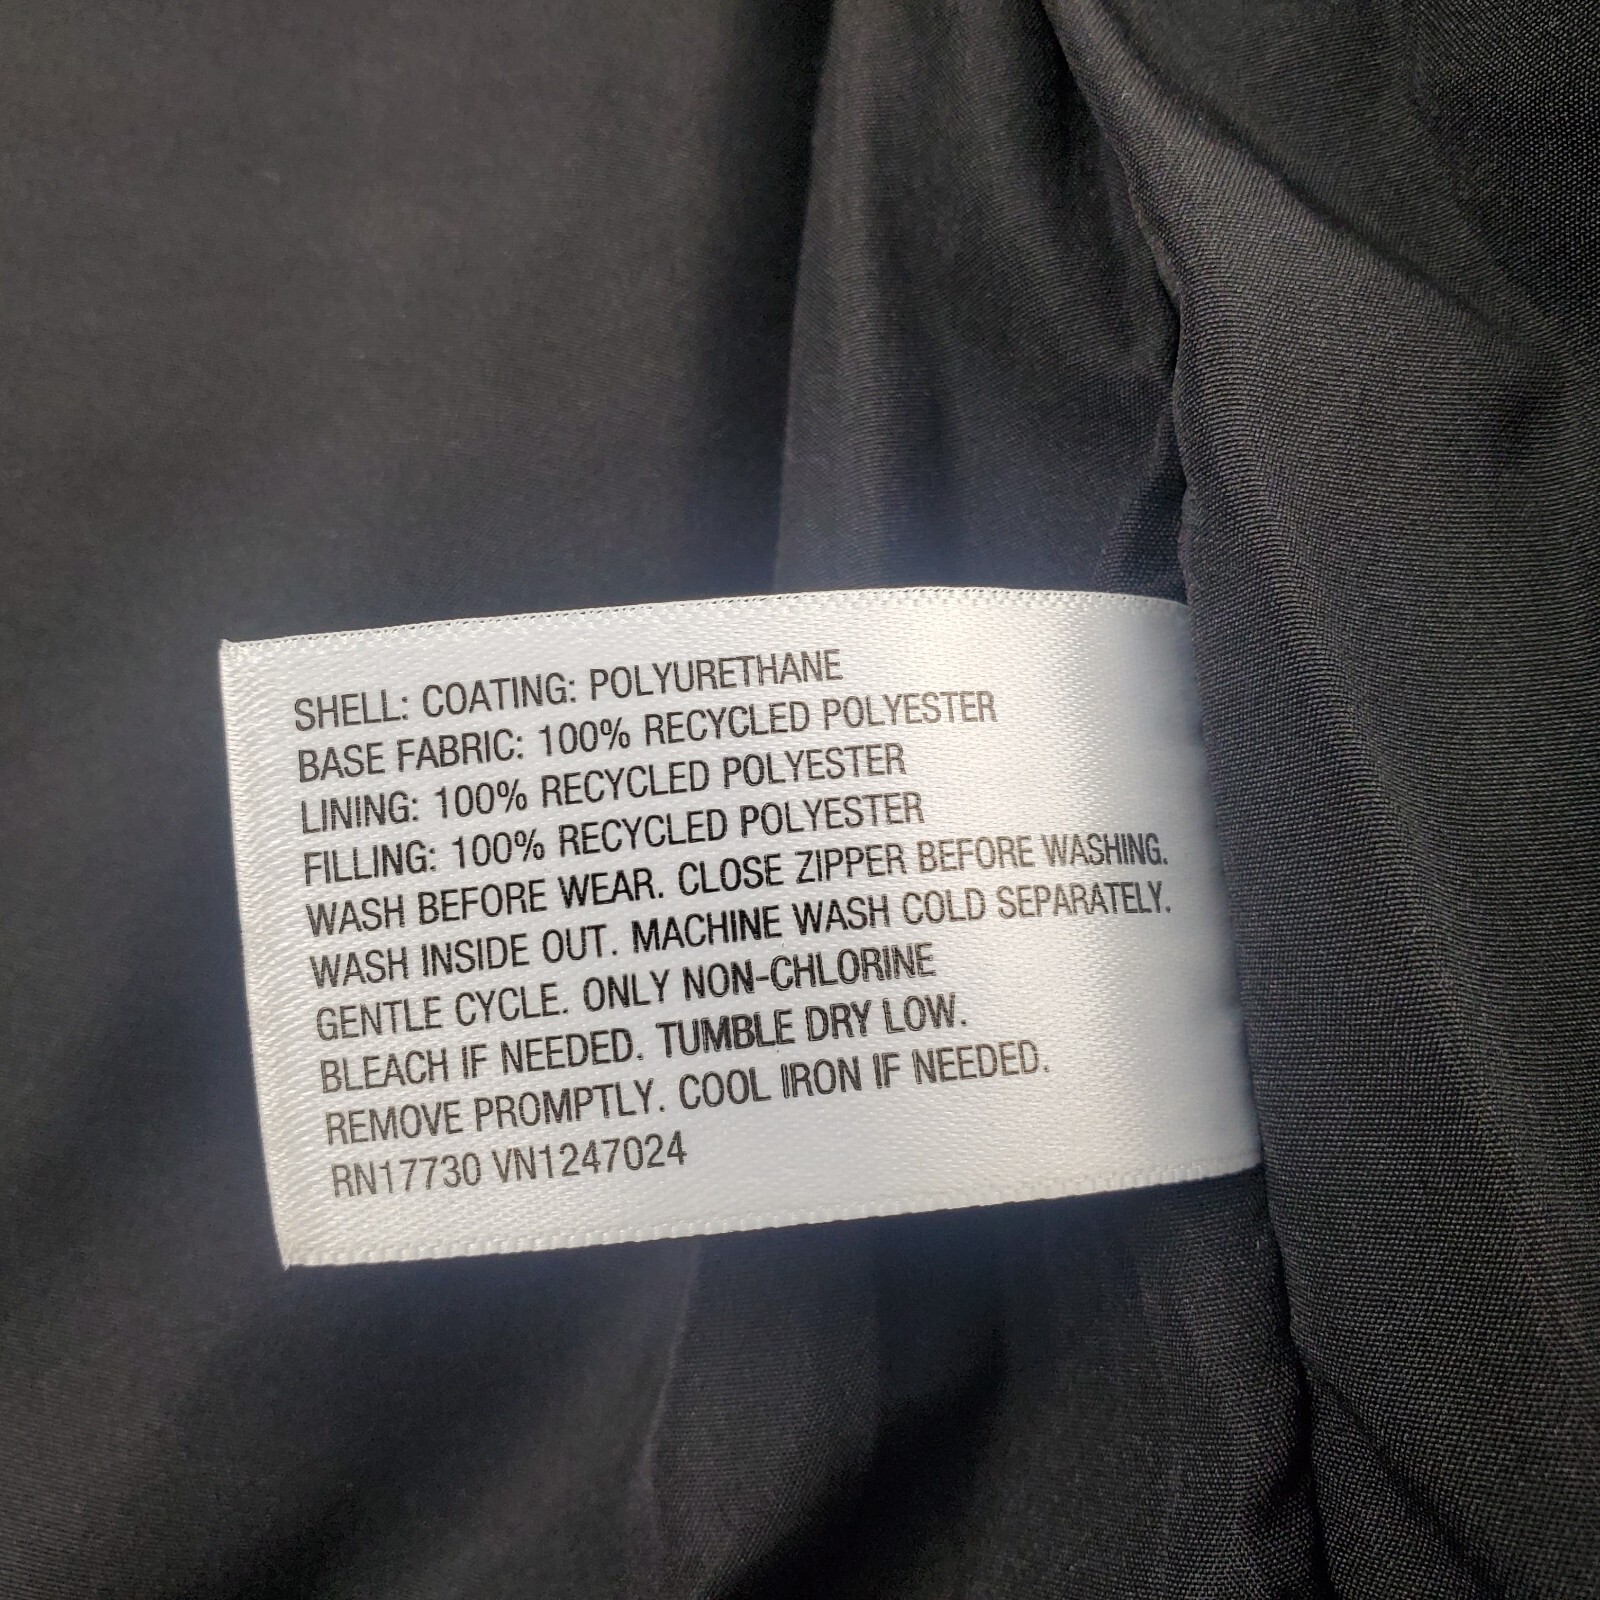 SHELL: COATING: POLYURETHANE
BASE FABRIC: 100% RECYCLED POLYESTER
LINING: 100% RECYCLED POLYESTER
FILLING: 100% RECYCLED POLYESTER
WASH BEFORE WEAR. CLOSE ZIPPER BEFORE WASHING.
WASH INSIDE OUT. MACHINE WASH COLD SEPARATELY.
GENTLE CYCLE. ONLY NON-CHLORINE
BLEACH IF NEEDED. TUMBLE DRY LOW.
REMOVE PROMPTLY. COOL IRON IF NEEDED.
RN17730 VN1247024